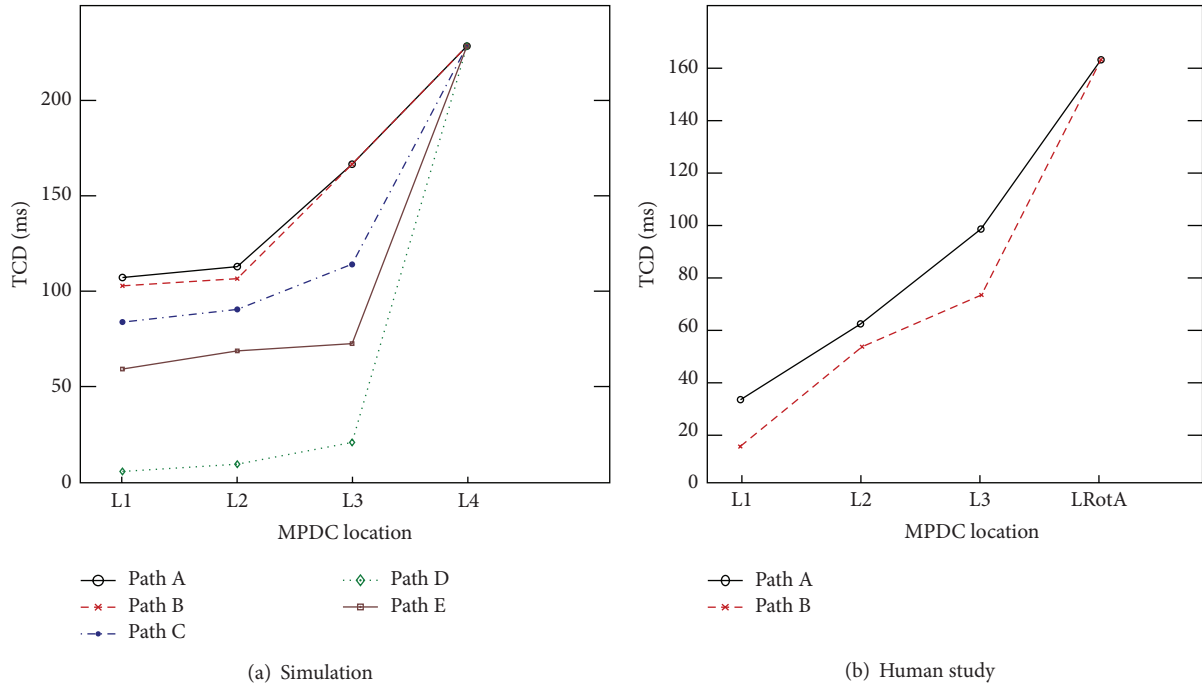 TCD (ms)
200
150
100
50
0
L1 L2 L3 L4
MPDC location
Path A
Path B
Path C
Path D
Path E
(a) Simulation
TCD (ms)
160
140
120
100
80
60
40
20
0
L1 L2 L3 LRotA
MPDC location
Path A
Path B
(b) Human study